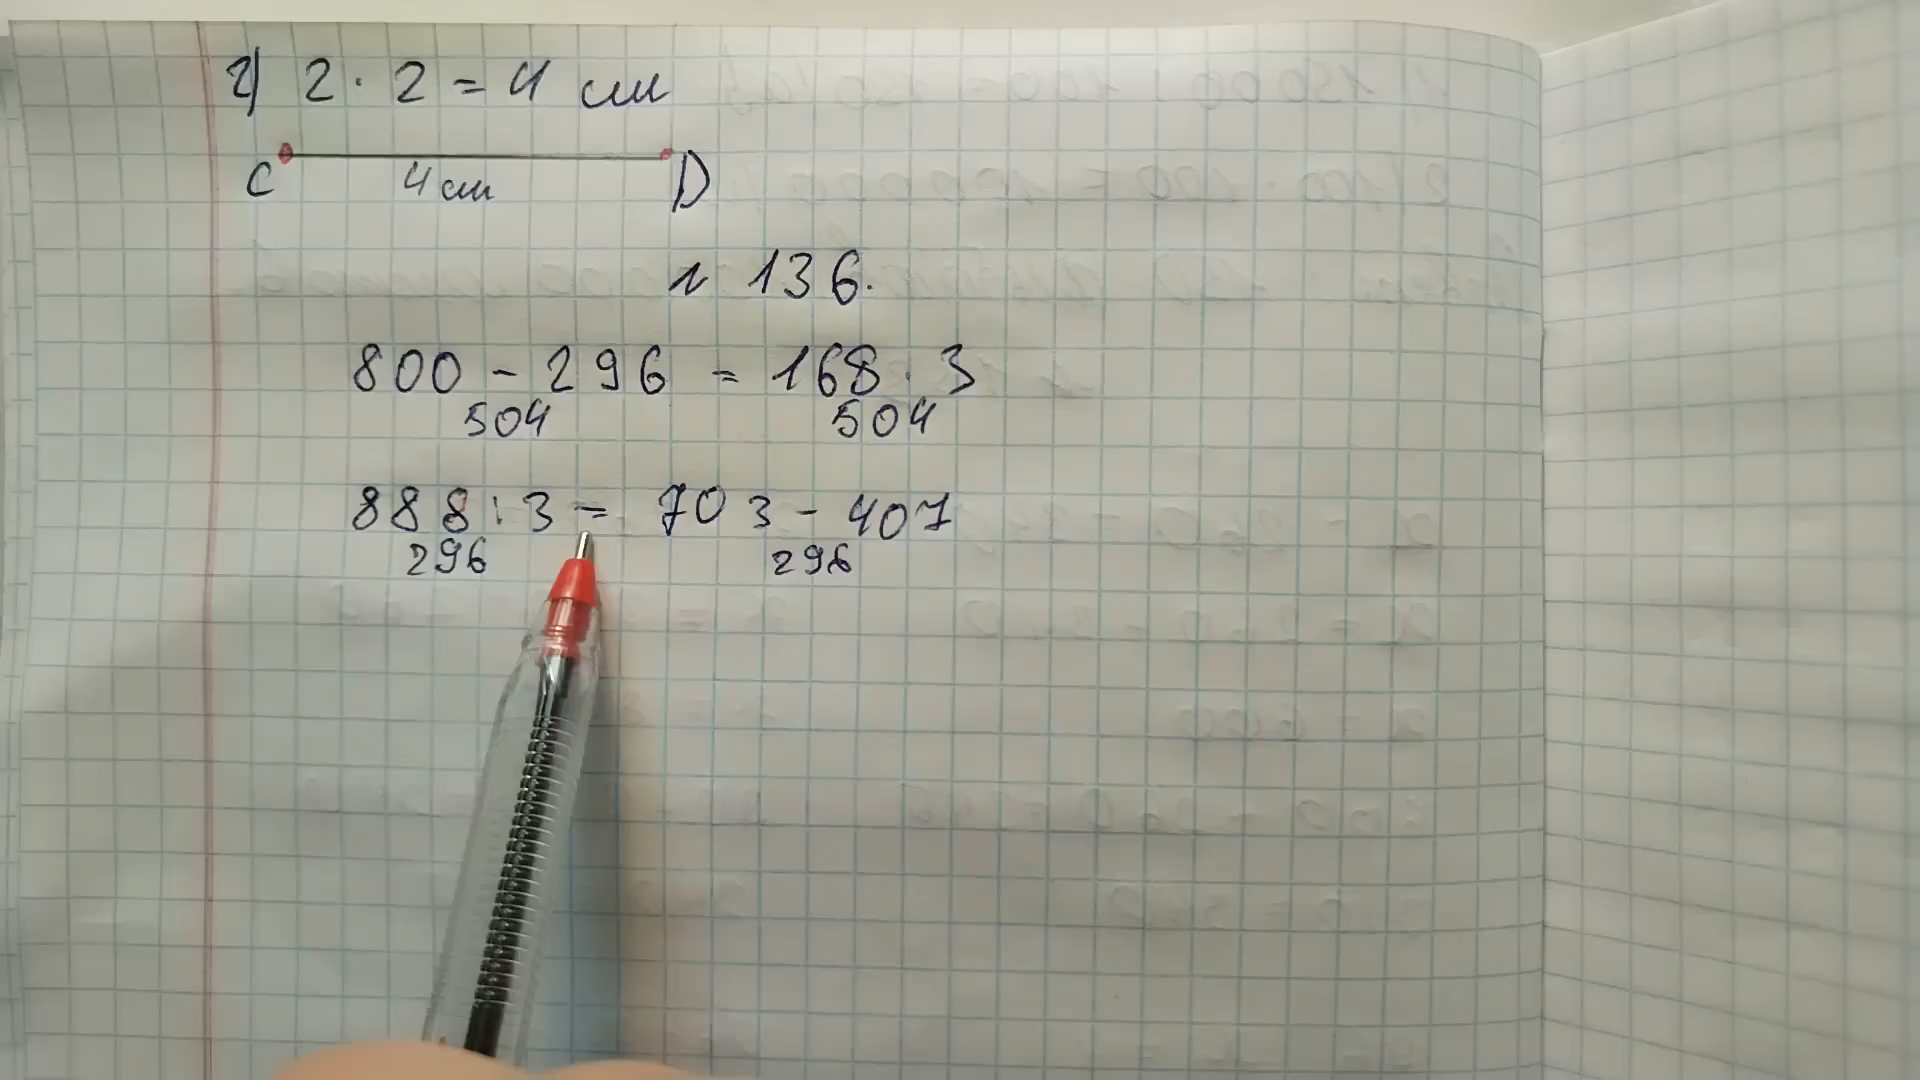 2) 2 · 2 = 4 см
C 4 см D
№ 136.
800 - 296 = 168 · 3
504 504
888 : 3 = 703 - 407
296 296